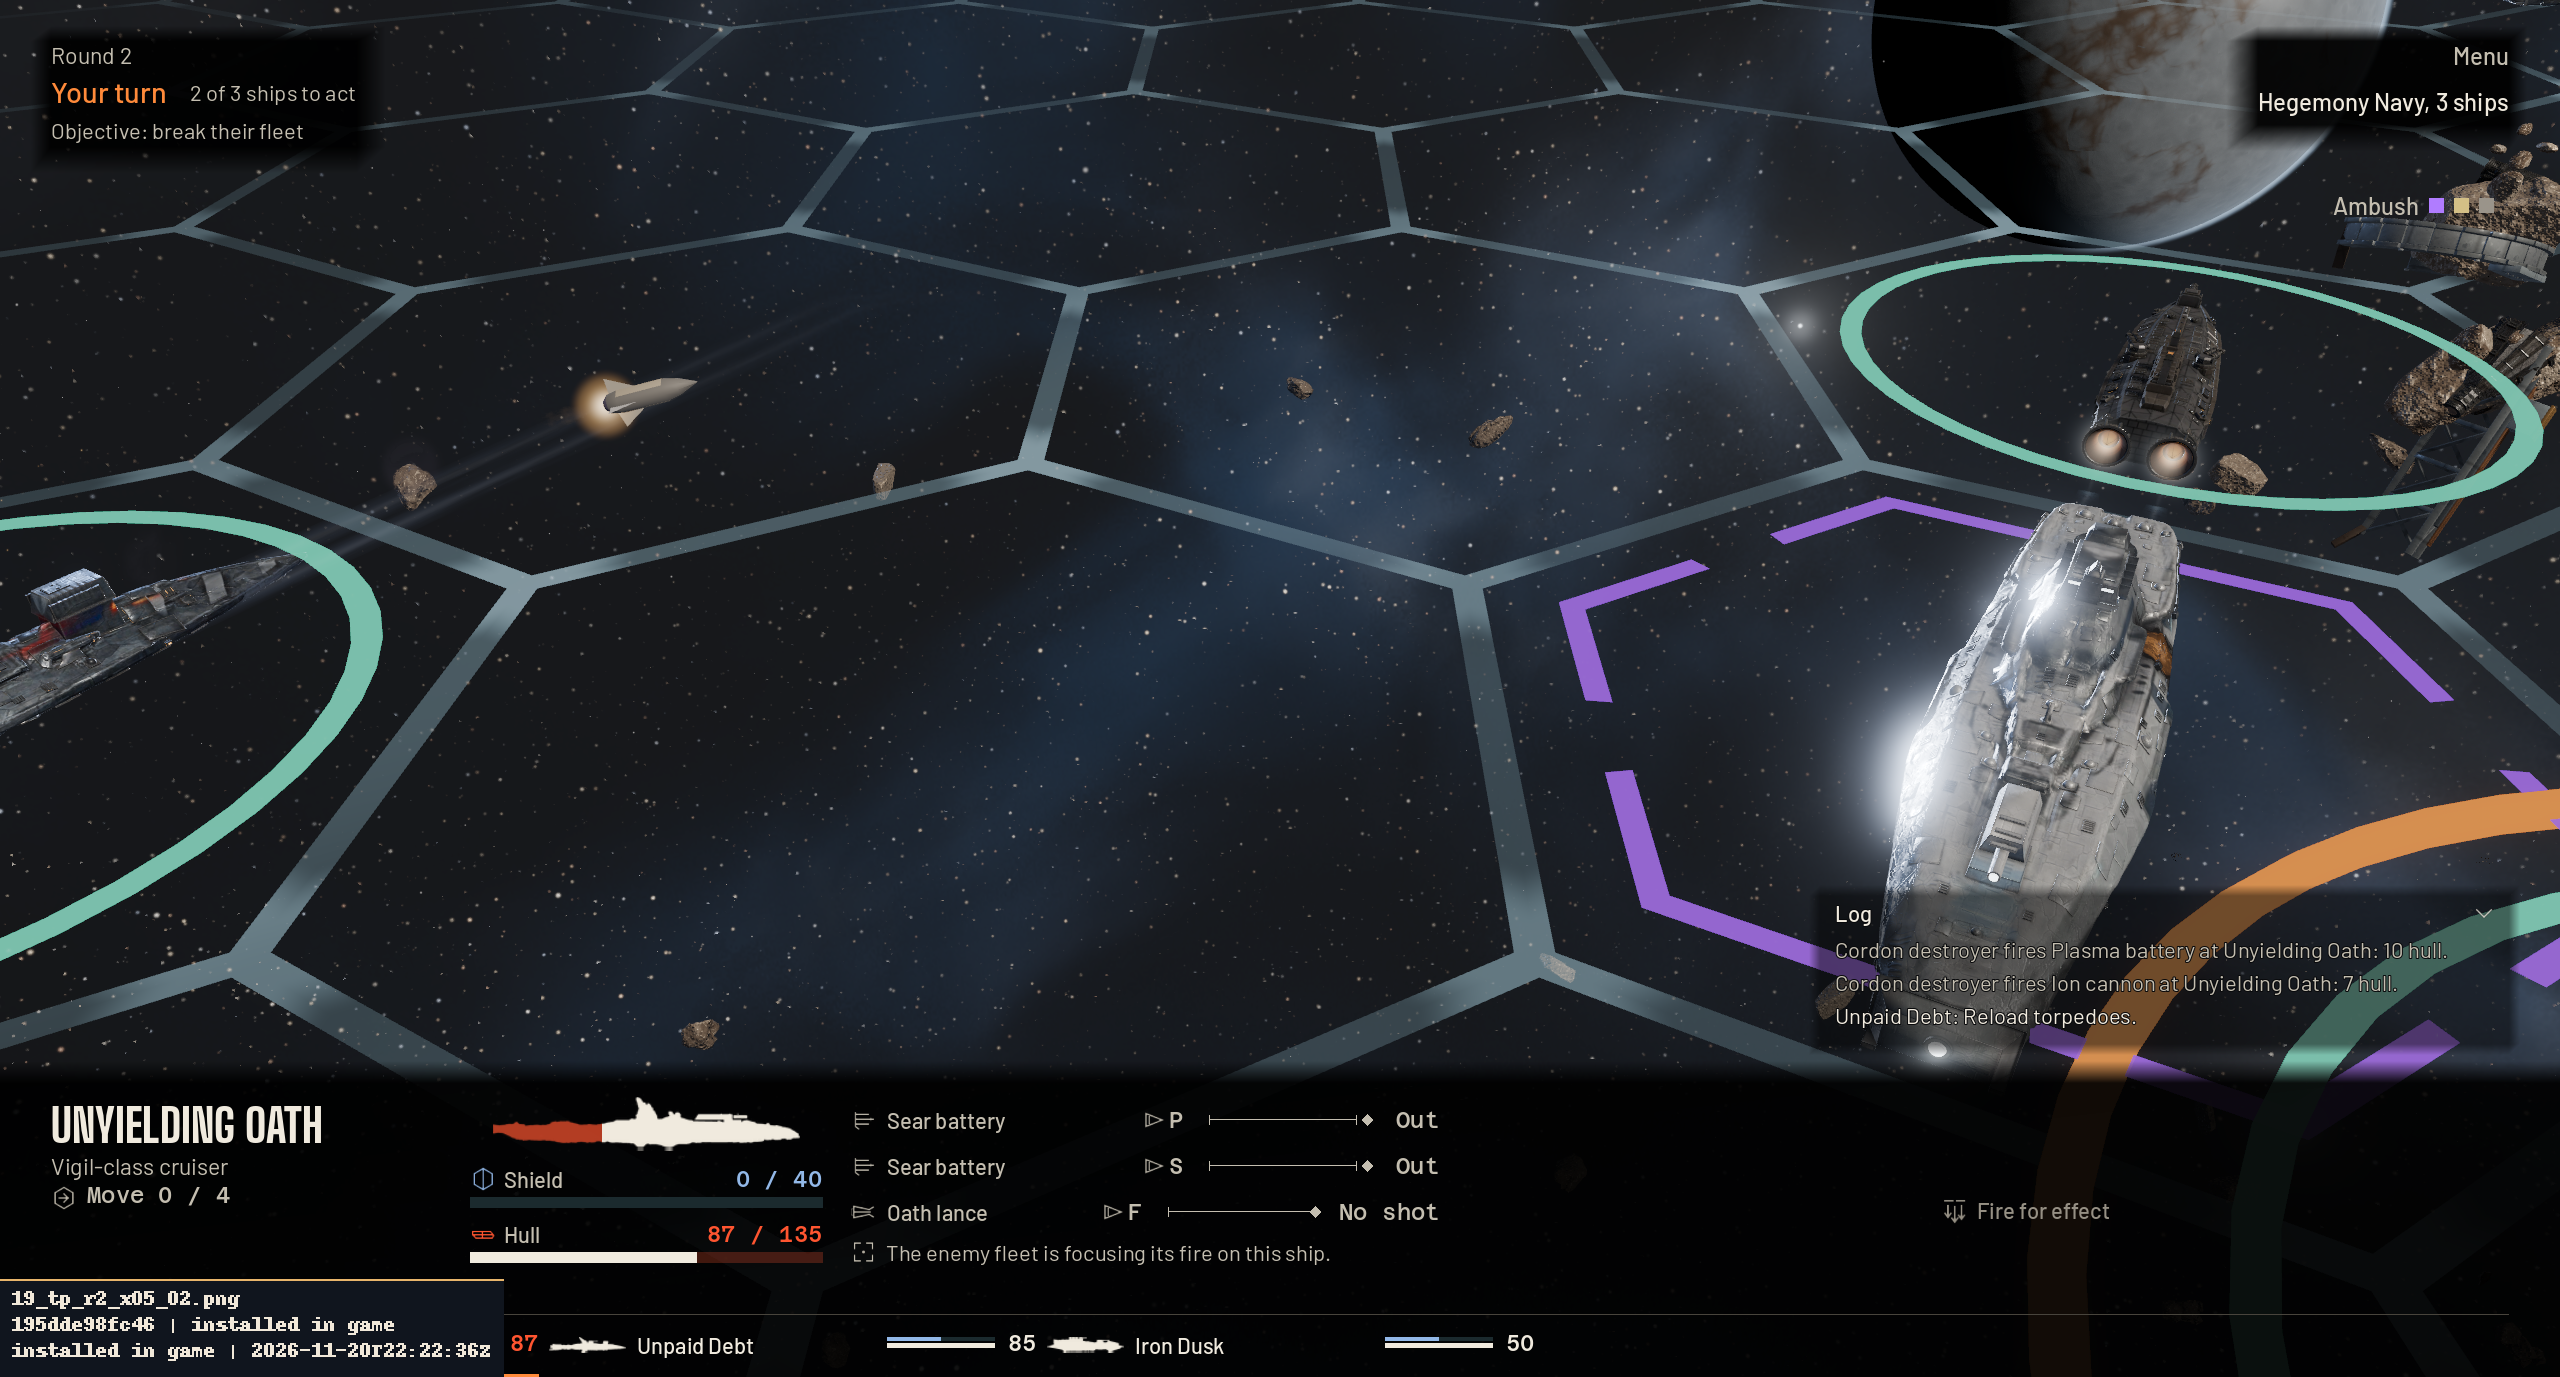 Round 2
Your turn 2 of 3 ships to act
Objective: break their fleet
Menu
Hegemony Navy, 3 ships
Ambush
Log
Cordon destroyer fires Plasma battery at Unyielding Oath: 10 hull.
Cordon destroyer fires Ion cannon at Unyielding Oath: 7 hull.
Unpaid Debt: Reload torpedoes.
UNYIELDING OATH
Vigil-class cruiser
Move 0 / 4
Shield 0 / 40
Hull 87 / 135
Sear battery P Out
Sear battery S Out
Oath lance F No shot
The enemy fleet is focusing its fire on this ship.
Fire for effect
19_tp_r2_x05_02.png
195dde98fc46 | installed in game
installed in game | 2026-11-20T22:22:36Z
87 Unpaid Debt 85 Iron Dusk 50